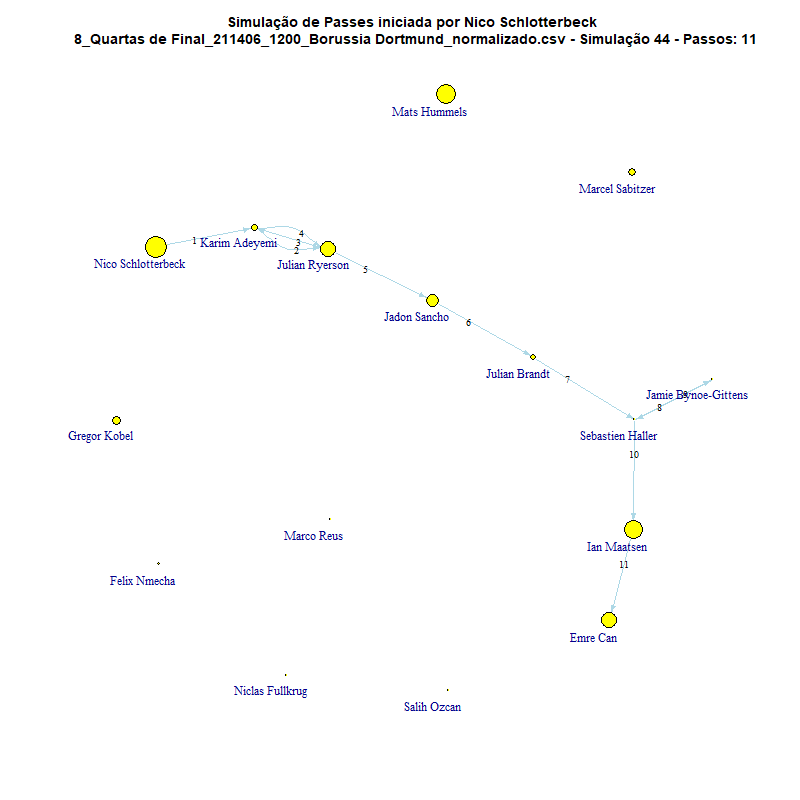 Simulação de Passes iniciada por Nico Schlotterbeck
8_Quartas de Final_211406_1200_Borussia Dortmund_normalizado.csv - Simulação 44 - Passos: 11
Mats Hummels
Marcel Sabitzer
1
4
3
2
Karim Adeyemi
Nico Schlotterbeck
Julian Ryerson
5
Jadon Sancho
6
Julian Brandt
7
Jamie Bynoe-Gittens
9
8
Sebastien Haller
Gregor Kobel
10
Marco Reus
Ian Maatsen
11
Felix Nmecha
Emre Can
Niclas Fullkrug
Salih Ozcan